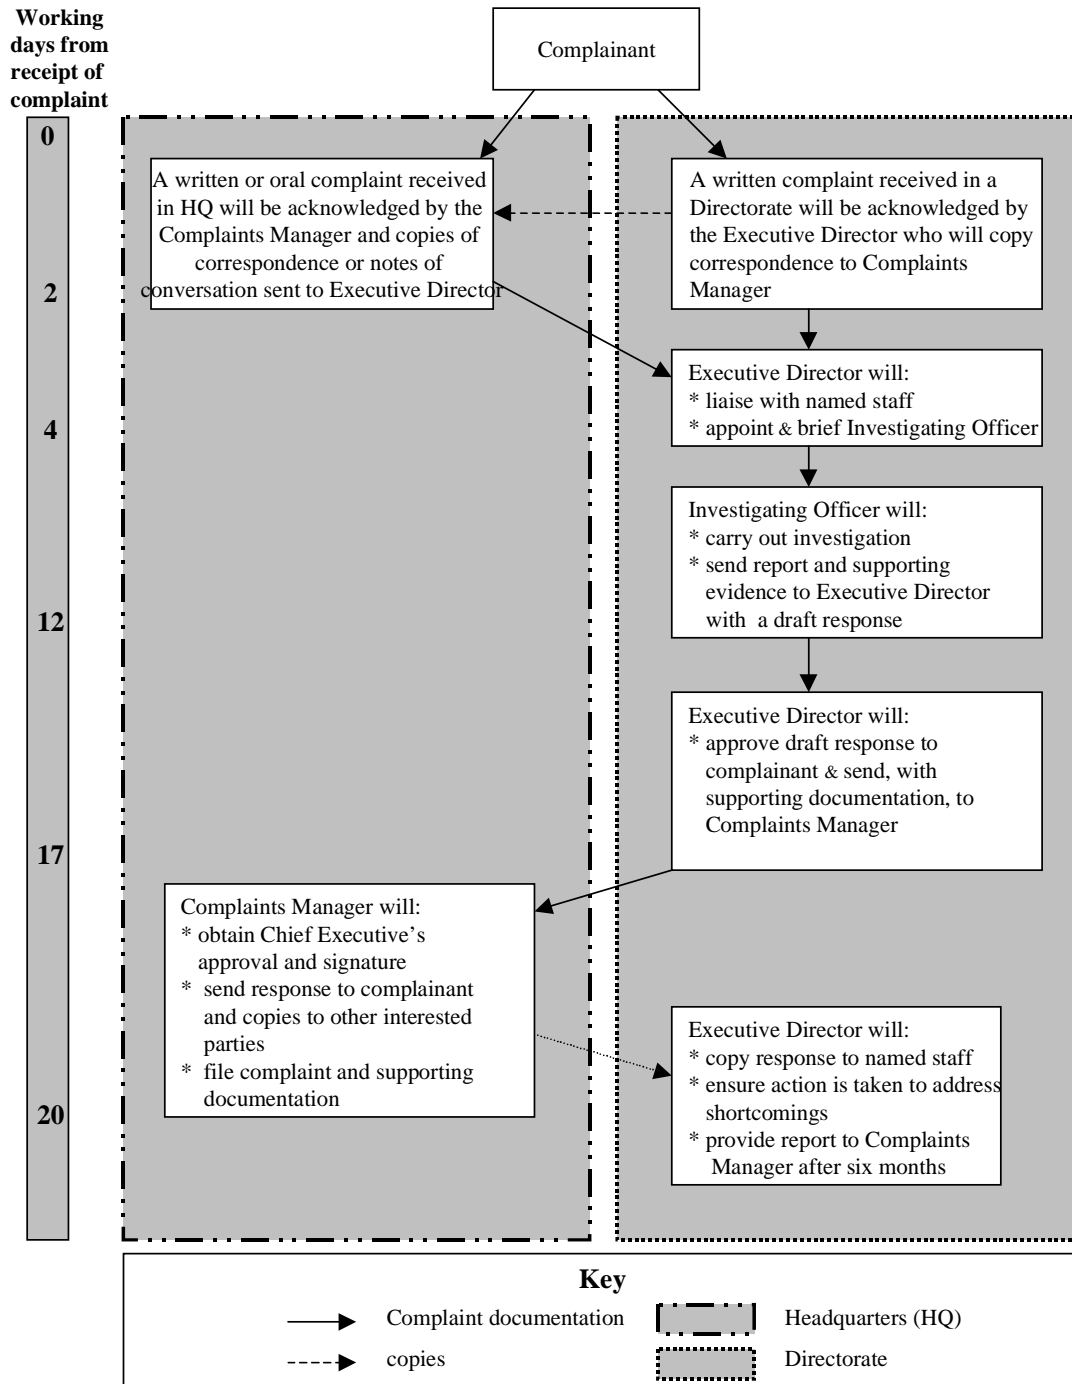 Working
days from
receipt of
complaint
Complainant
0
2
4
12
17
20
A written or oral complaint received
in HQ will be acknowledged by the
Complaints Manager and copies of
correspondence or notes of
conversation sent to Executive Director
A written complaint received in a
Directorate will be acknowledged by
the Executive Director who will copy
correspondence to Complaints
Manager
Executive Director will:
* liaise with named staff
* appoint & brief Investigating Officer
Investigating Officer will:
* carry out investigation
* send report and supporting
evidence to Executive Director
with a draft response
Executive Director will:
* approve draft response to
complainant & send, with
supporting documentation, to
Complaints Manager
Complaints Manager will:
* obtain Chief Executive's
approval and signature
* send response to complainant
and copies to other interested
parties
* file complaint and supporting
documentation
Executive Director will:
* copy response to named staff
* ensure action is taken to address
shortcomings
* provide report to Complaints
Manager after six months
Key
Complaint documentation
Headquarters (HQ)
copies
Directorate